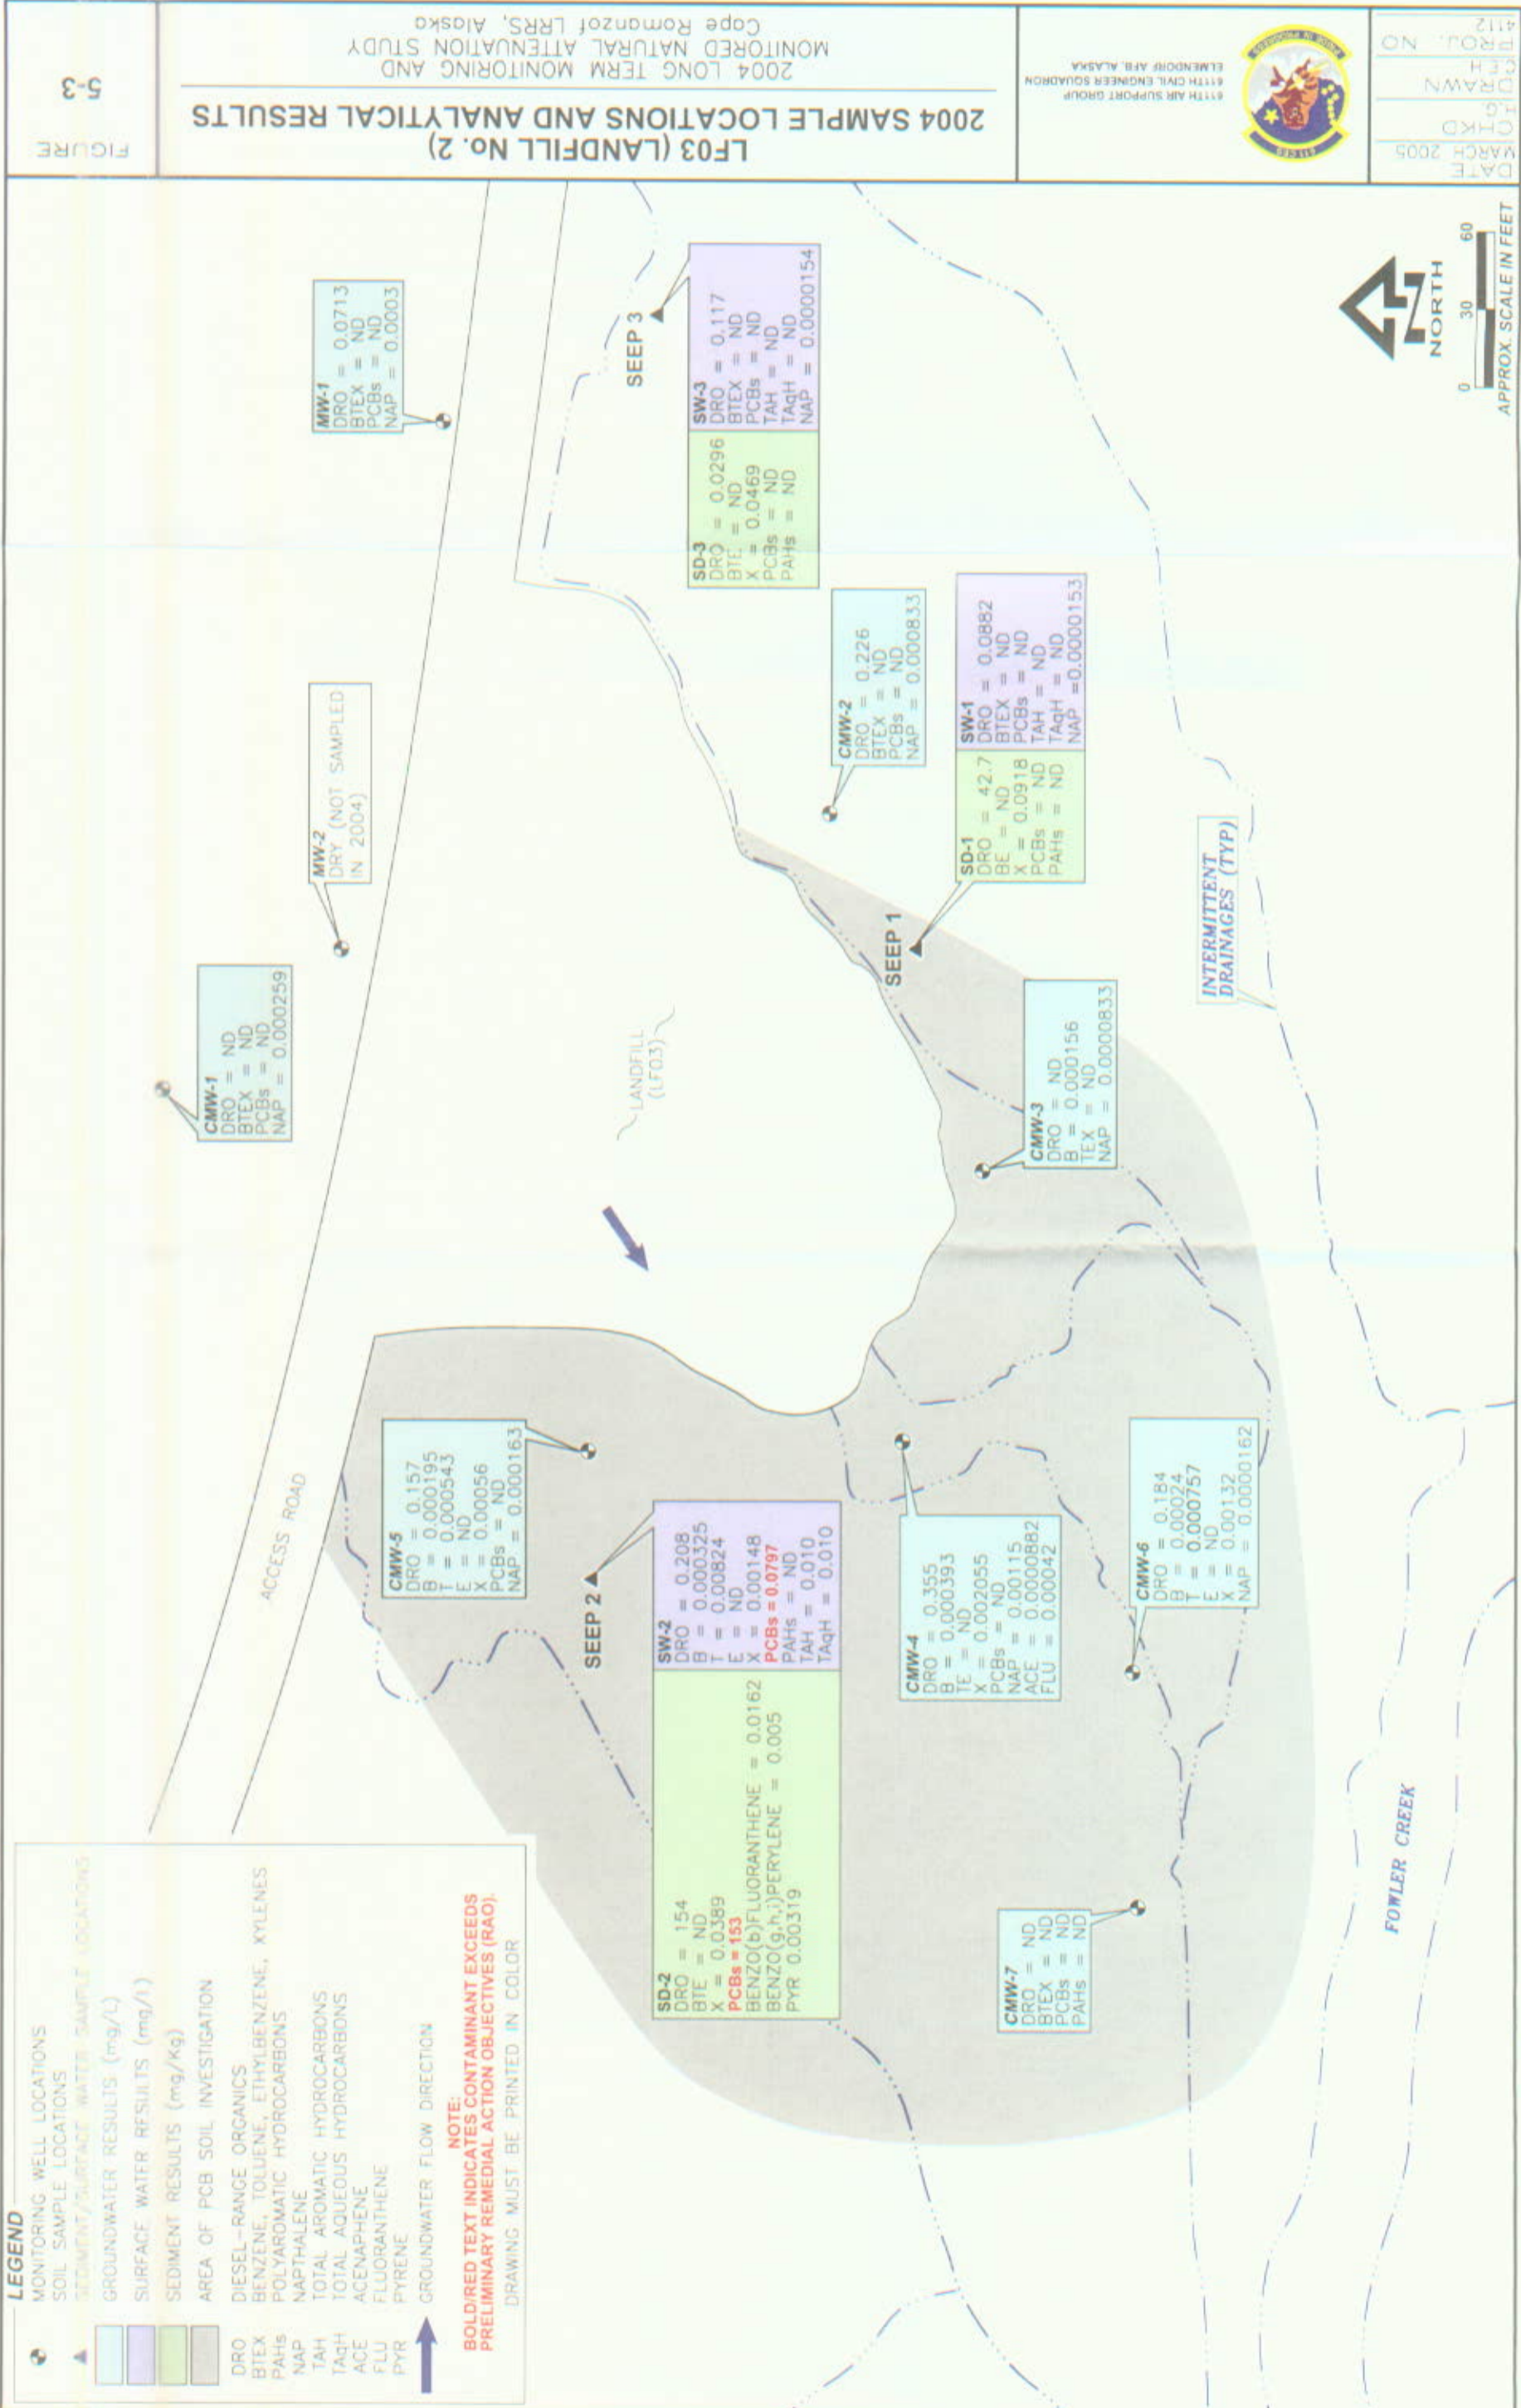 LEGEND
MONITORING WELL LOCATIONS
SOIL SAMPLE LOCATIONS
SEDIMENT/SURFACE WATER SAMPLE LOCATIONS
GROUNDWATER RESULTS (mg/L)
SURFACE WATER RESULTS (mg/l)
SEDIMENT RESULTS (mg/Kg)
AREA OF PCB SOIL INVESTIGATION
DRO DIESEL-RANGE ORGANICS
BTEX BENZENE, TOLUENE, ETHYLBENZENE, XYLENES
PAHs POLYAROMATIC HYDROCARBONS
NAP NAPTHALENE
TAH TOTAL AROMATIC HYDROCARBONS
TAqH TOTAL AQUEOUS HYDROCARBONS
ACE ACENAPHENE
FLU FLUORANTHENE
PYR PYRENE
GROUNDWATER FLOW DIRECTION
NOTE:
BOLD/RED TEXT INDICATES CONTAMINANT EXCEEDS
PRELIMINARY REMEDIAL ACTION OBJECTIVES (RAO).
DRAWING MUST BE PRINTED IN COLOR
ACCESS ROAD
CMW-1
DRO = ND
BTEX = ND
PCBs = ND
NAP = 0.000259
MW-2
DRY (NOT SAMPLED
IN 2004)
MW-1
DRO = 0.0713
BTEX = ND
PCBs = ND
NAP = 0.0003
CMW-5
DRO = 0.157
B = 0.000195
T = 0.000543
E = ND
X = 0.00056
PCBs = ND
NAP = 0.000163
SEEP 2
LANDFILL
(LF03)
SEEP 3
SD-2
DRO = 154
BTE = ND
X = 0.0389
PCBs = 153
BENZO(b)FLUORANTHENE = 0.0162
BENZO(g,h,i)PERYLENE = 0.005
PYR 0.00319
SW-2
DRO = 0.208
B = 0.000325
T = 0.00824
E = ND
X = 0.00148
PCBs = 0.0797
PAHs = ND
TAH = 0.010
TAqH = 0.010
SD-3
DRO = 0.0296
BTE = ND
X = 0.0469
PCBs = ND
PAHs = ND
SW-3
DRO = 0.117
BTEX = ND
PCBs = ND
TAH = ND
TAqH = ND
NAP = 0.0000154
CMW-4
DRO = 0.355
B = 0.000393
TE = ND
X = 0.002055
PCBs = ND
NAP = 0.00115
ACE = 0.0000882
FLU = 0.000042
CMW-2
DRO = 0.226
BTEX = ND
PCBs = ND
NAP = 0.000833
SEEP 1
SD-1
DRO = 42.7
BE = ND
X = 0.0918
PCBs = ND
PAHs = ND
SW-1
DRO = 0.0882
BTEX = ND
PCBs = ND
TAH = ND
TAqH = ND
NAP =0.0000153
CMW-7
DRO = ND
BTEX = ND
PCBs = ND
PAHs = ND
CMW-3
DRO = ND
B = 0.000156
TEX = ND
NAP = 0.0000833
CMW-6
DRO = 0.184
B = 0.00024
T = 0.000757
E = ND
X = 0.00132
NAP = 0.0000162
INTERMITTENT
DRAINAGES (TYP)
FOWLER CREEK
NORTH
0 30 60
APPROX. SCALE IN FEET
DATE
MARCH 2005
CHKD
DRAWN
PROJ. NO
4112
611 CES
PRIDE IN PROGRESS
611TH AIR SUPPORT GROUP
611TH CIVIL ENGINEER SQUADRON
ELMENDORF AFB, ALASKA
LF03 (LANDFILL No. 2)
2004 SAMPLE LOCATIONS AND ANALYTICAL RESULTS
2004 LONG TERM MONITORING AND
MONITORED NATURAL ATTENUATION STUDY
Cape Romanzof LRRS, Alaska
FIGURE
5-3